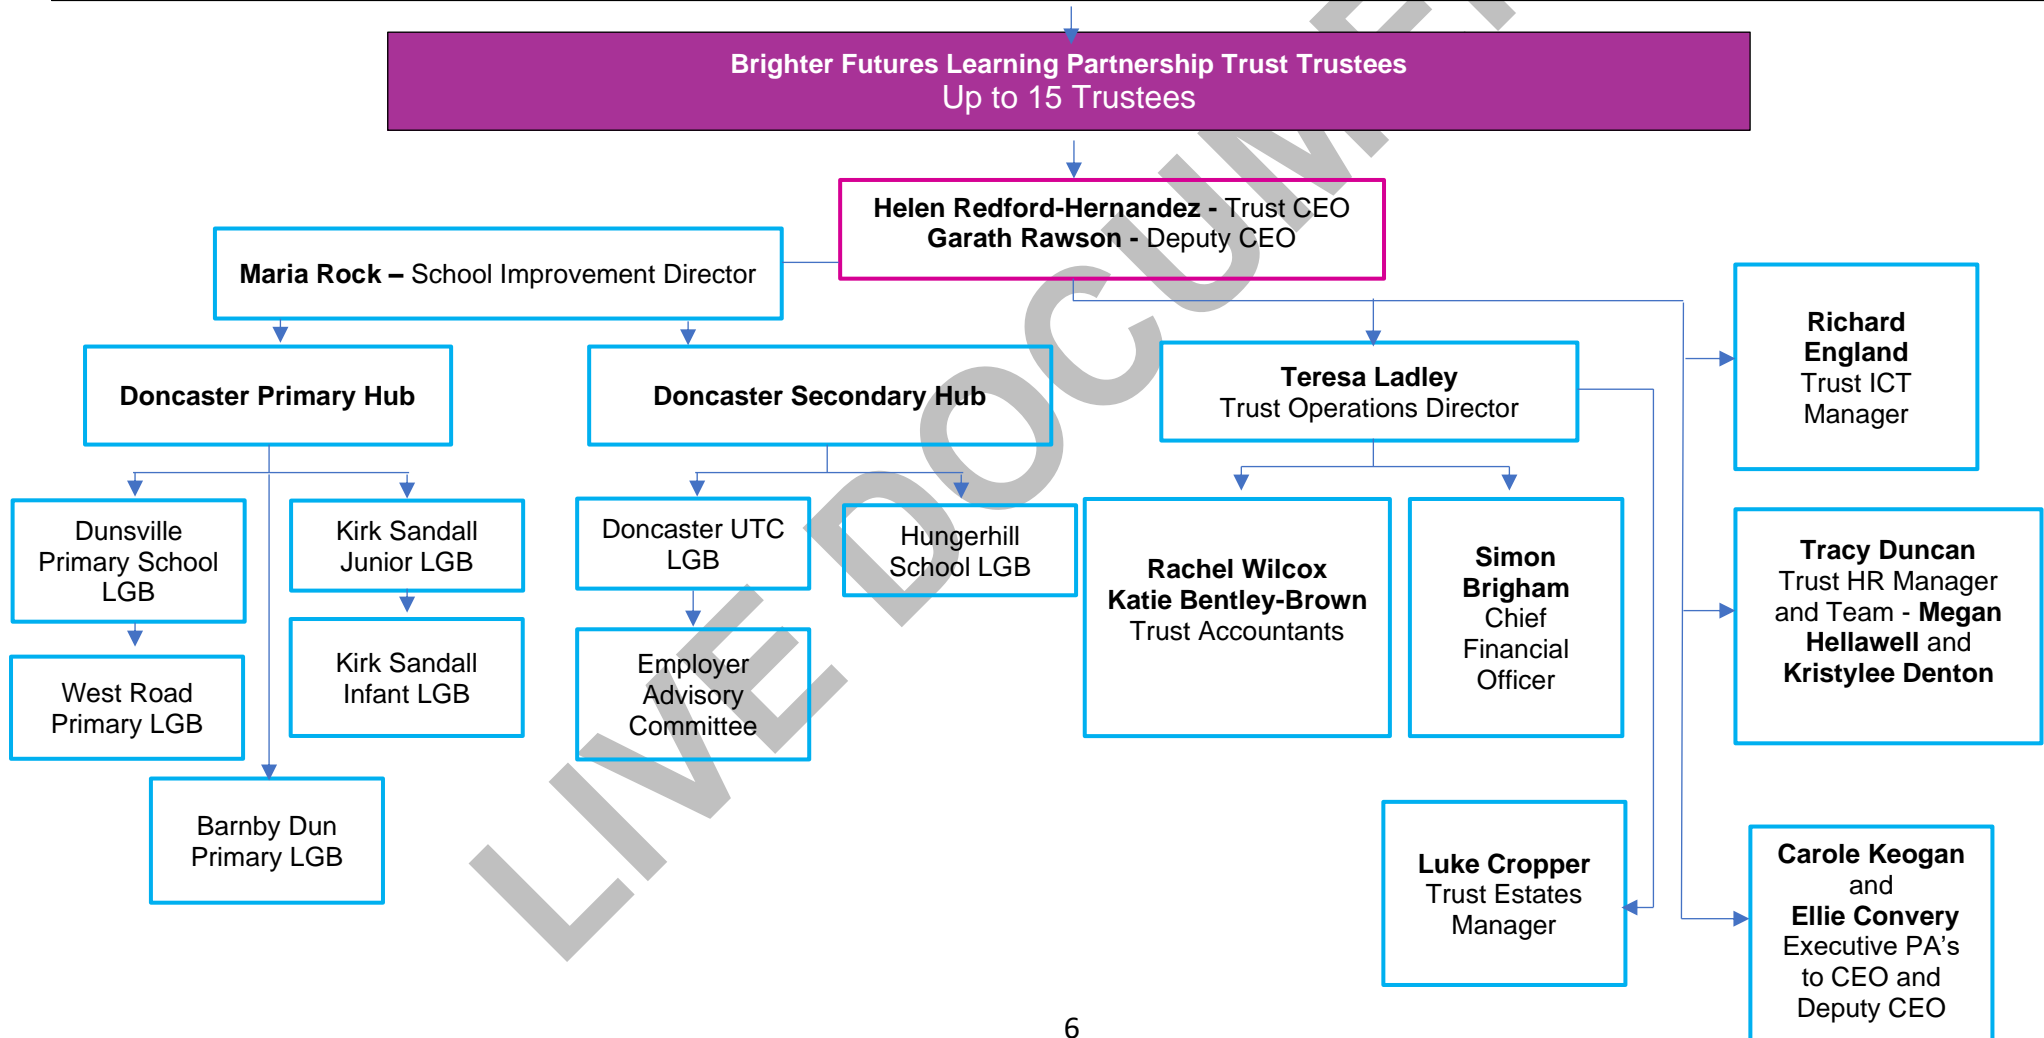 Brighter Futures Learning Partnership Trust Trustees
Up to 15 Trustees
Helen Redford-Hernandez - Trust CEO
Garath Rawson - Deputy CEO
Maria Rock – School Improvement Director
Doncaster Primary Hub
Doncaster Secondary Hub
Teresa Ladley
Trust Operations Director
Richard
England
Trust ICT
Manager
Dunsville
Primary School
LGB
Kirk Sandall
Junior LGB
Doncaster UTC
LGB
Hungerhill
School LGB
Rachel Wilcox
Katie Bentley-Brown
Trust Accountants
Simon
Brigham
Chief
Financial
Officer
Tracy Duncan
Trust HR Manager
and Team - Megan
Hellawell and
Kristylee Denton
West Road
Primary LGB
Kirk Sandall
Infant LGB
Employer
Advisory
Committee
Barnby Dun
Primary LGB
Luke Cropper
Trust Estates
Manager
Carole Keogan
and
Ellie Convery
Executive PA’s
to CEO and
Deputy CEO
LIVE DOCUME
6